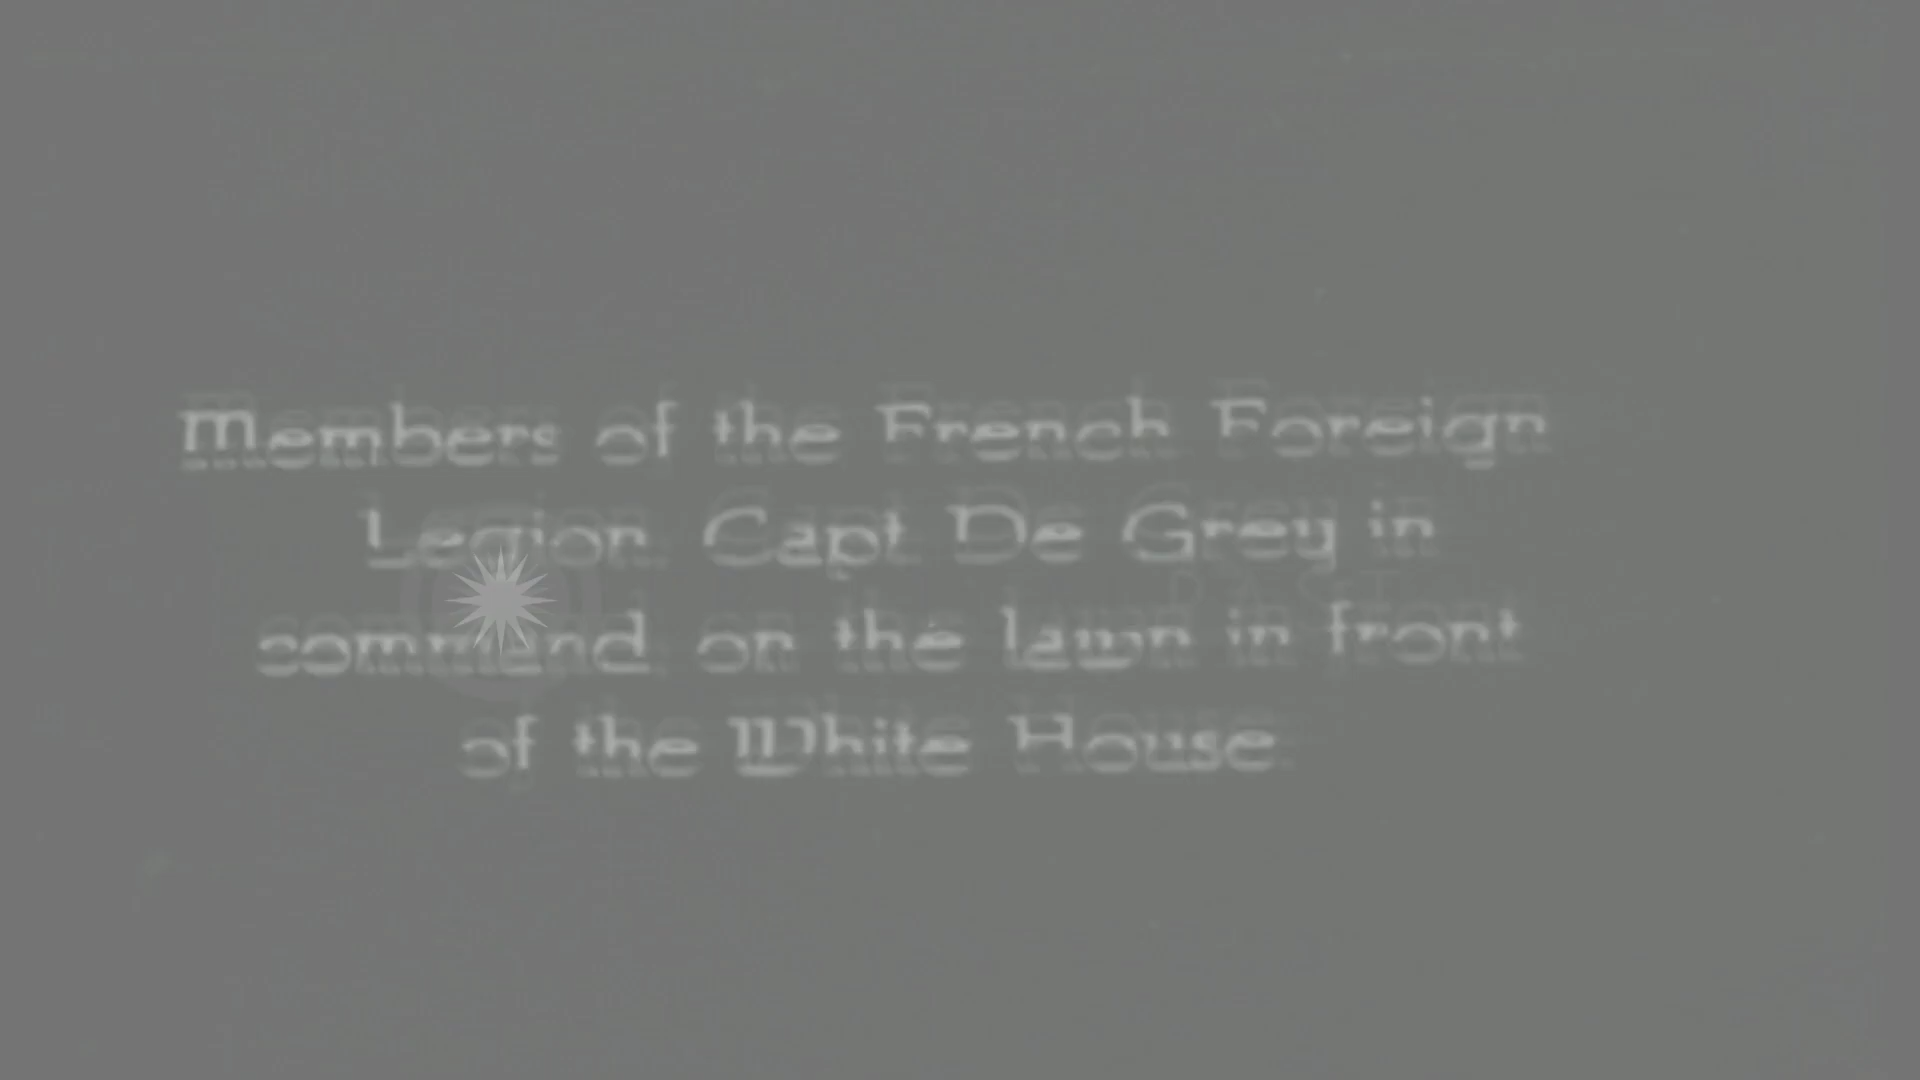 Members of the French Foreign
Legion. Capt De Grey in
command, on the lawn in front
of the White House.